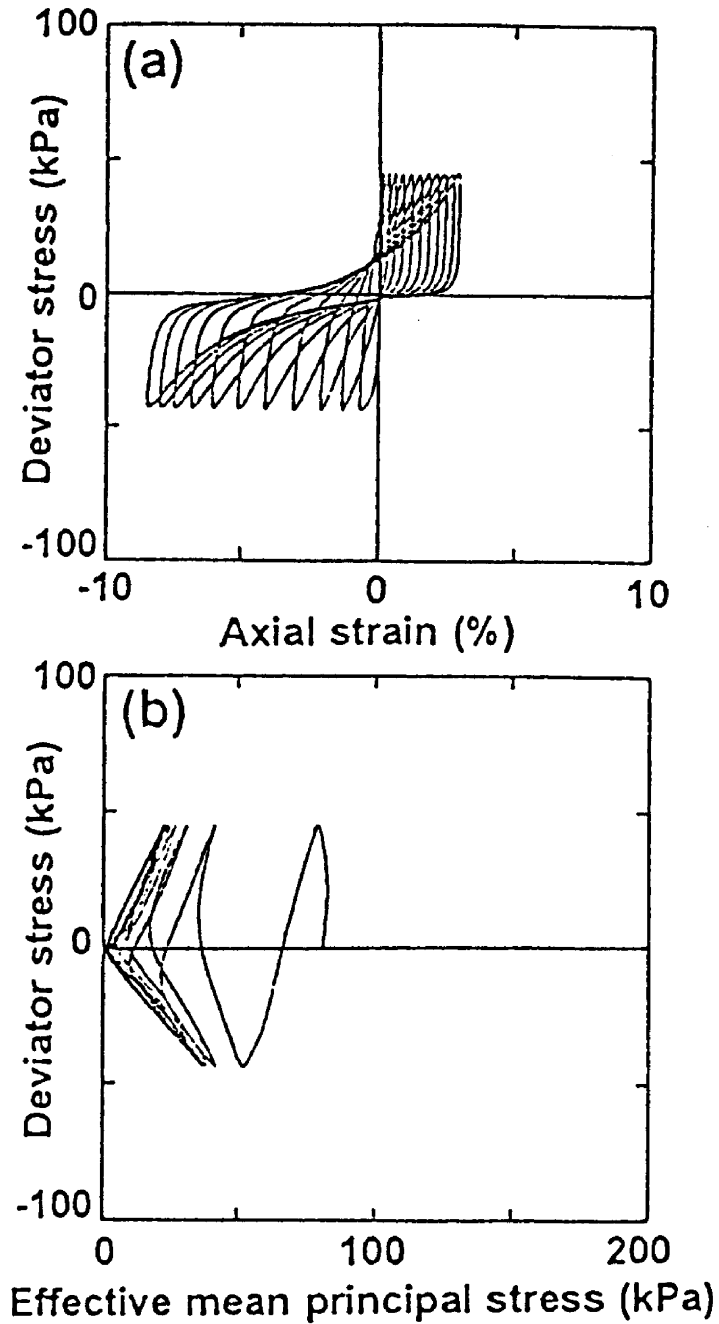 100
(a)
Deviator stress (kPa)
0
-100
-10 0 10
Axial strain (%)
100
(b)
Deviator stress (kPa)
0
-100
0 100 200
Effective mean principal stress (kPa)